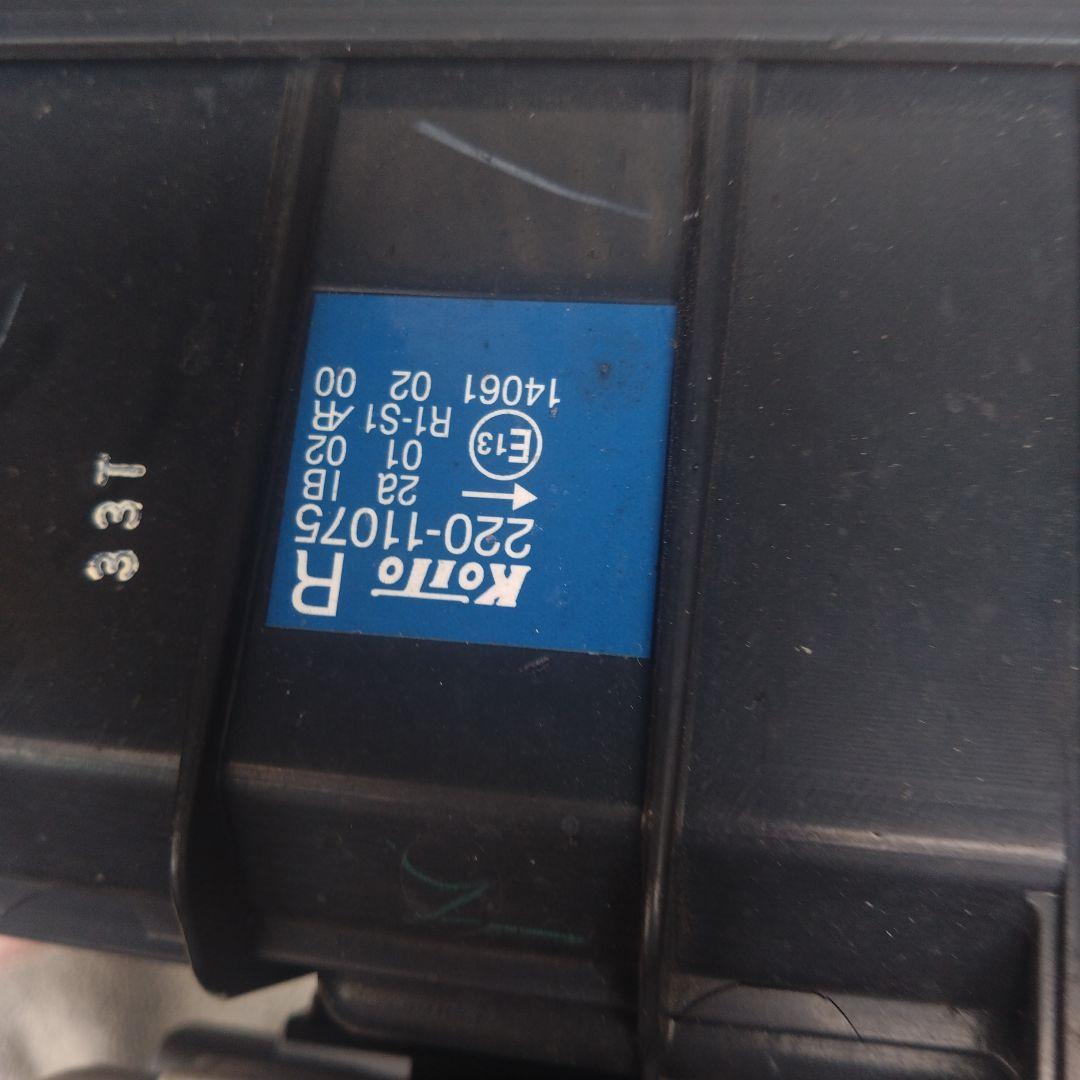 KOITO R
220-11075
→ 2a IB
01 02
E13 R1-S1 AR
14061 02 00
33T